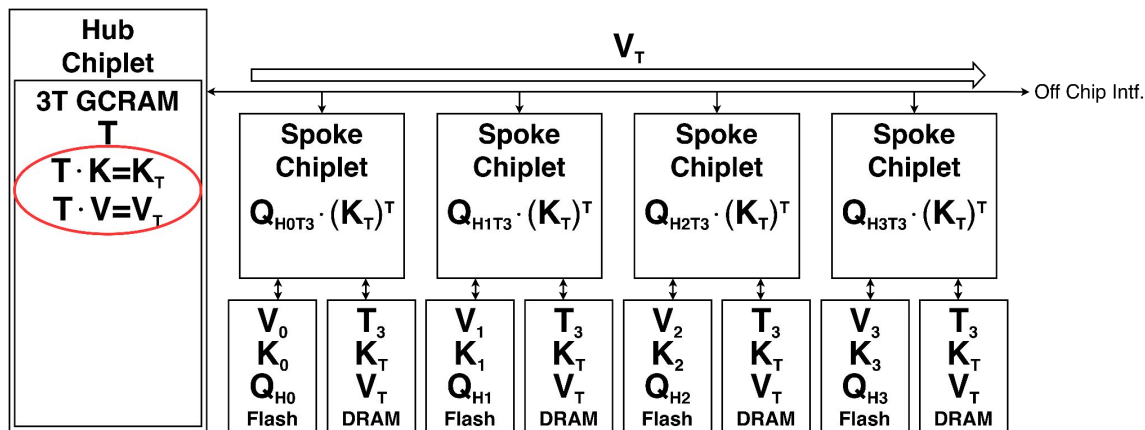 Hub
Chiplet
3T GCRAM
T
T · K=K_T
T · V=V_T
V_T
Off Chip Intf.
Spoke
Chiplet
Q_H0T3 · (K_T)^T
Spoke
Chiplet
Q_H1T3 · (K_T)^T
Spoke
Chiplet
Q_H2T3 · (K_T)^T
Spoke
Chiplet
Q_H3T3 · (K_T)^T
V_0
K_0
Q_H0
Flash
T_3
K_T
V_T
DRAM
V_1
K_1
Q_H1
Flash
T_3
K_T
V_T
DRAM
V_2
K_2
Q_H2
Flash
T_3
K_T
V_T
DRAM
V_3
K_3
Q_H3
Flash
T_3
K_T
V_T
DRAM